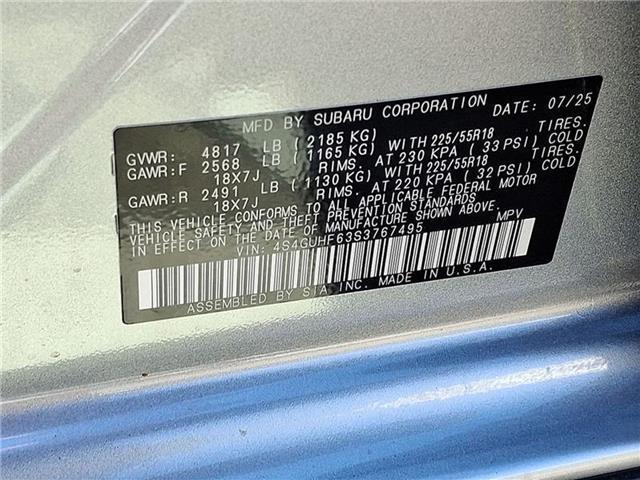 MFD BY SUBARU CORPORATION DATE: 07/25
GVWR: 4817 LB ( 2185 KG)
GAWR:F 2568 LB ( 1165 KG) WITH 225/55R18 TIRES.
18X7J RIMS. AT 230 KPA ( 33 PSI) COLD
GAWR:R 2491 LB ( 1130 KG) WITH 225/55R18 TIRES.
18X7J RIMS. AT 220 KPA ( 32 PSI) COLD
THIS VEHICLE CONFORMS TO ALL APPLICABLE FEDERAL MOTOR
VEHICLE SAFETY AND THEFT PREVENTION STANDARDS
IN EFFECT ON THE DATE OF MANUFACTURE SHOWN ABOVE.
VIN: 4S4GUHF63S3767495 MPV
ASSEMBLED BY SIA INC. MADE IN U.S.A.